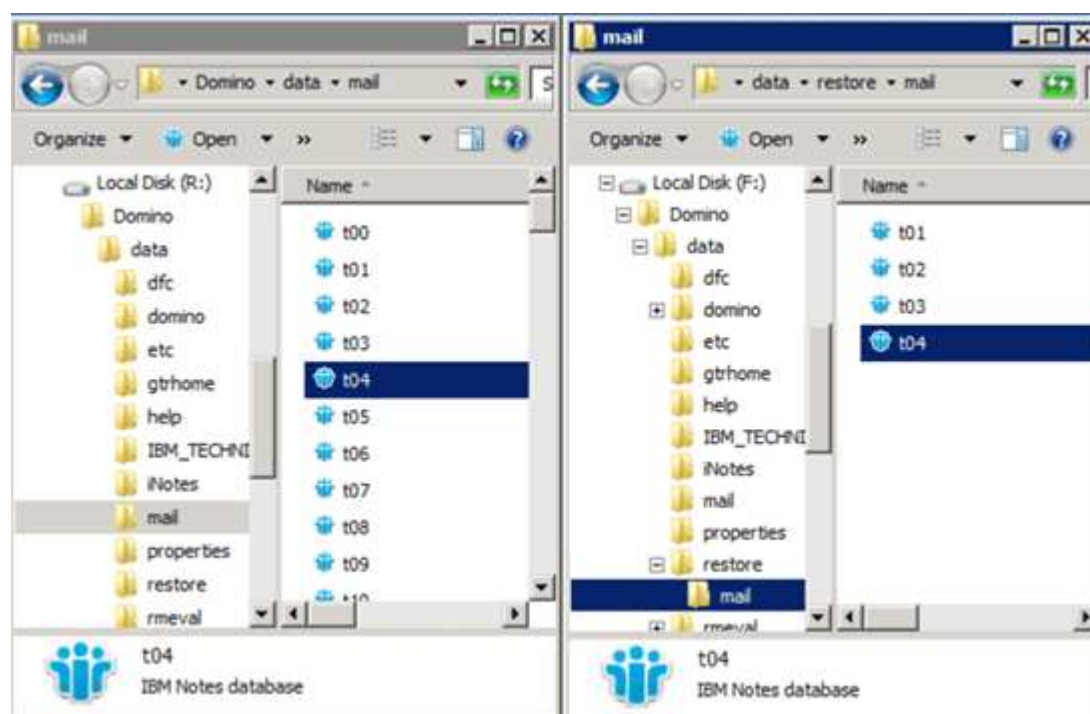 mail
Domino data mail
S
Organize Open »
Local Disk (R:)
Domino
data
dfc
domino
etc
gtrhome
help
IBM_TECHNI
iNotes
mail
properties
restore
rmeval
Name
t00
t01
t02
t03
t04
t05
t06
t07
t08
t09
t10
t04
IBM Notes database
mail
data restore mail
Organize Open »
Local Disk (F:)
Domino
data
dfc
domino
etc
gtrhome
help
IBM_TECHNI
iNotes
mail
properties
restore
mail
rmeval
Name
t01
t02
t03
t04
t04
IBM Notes database